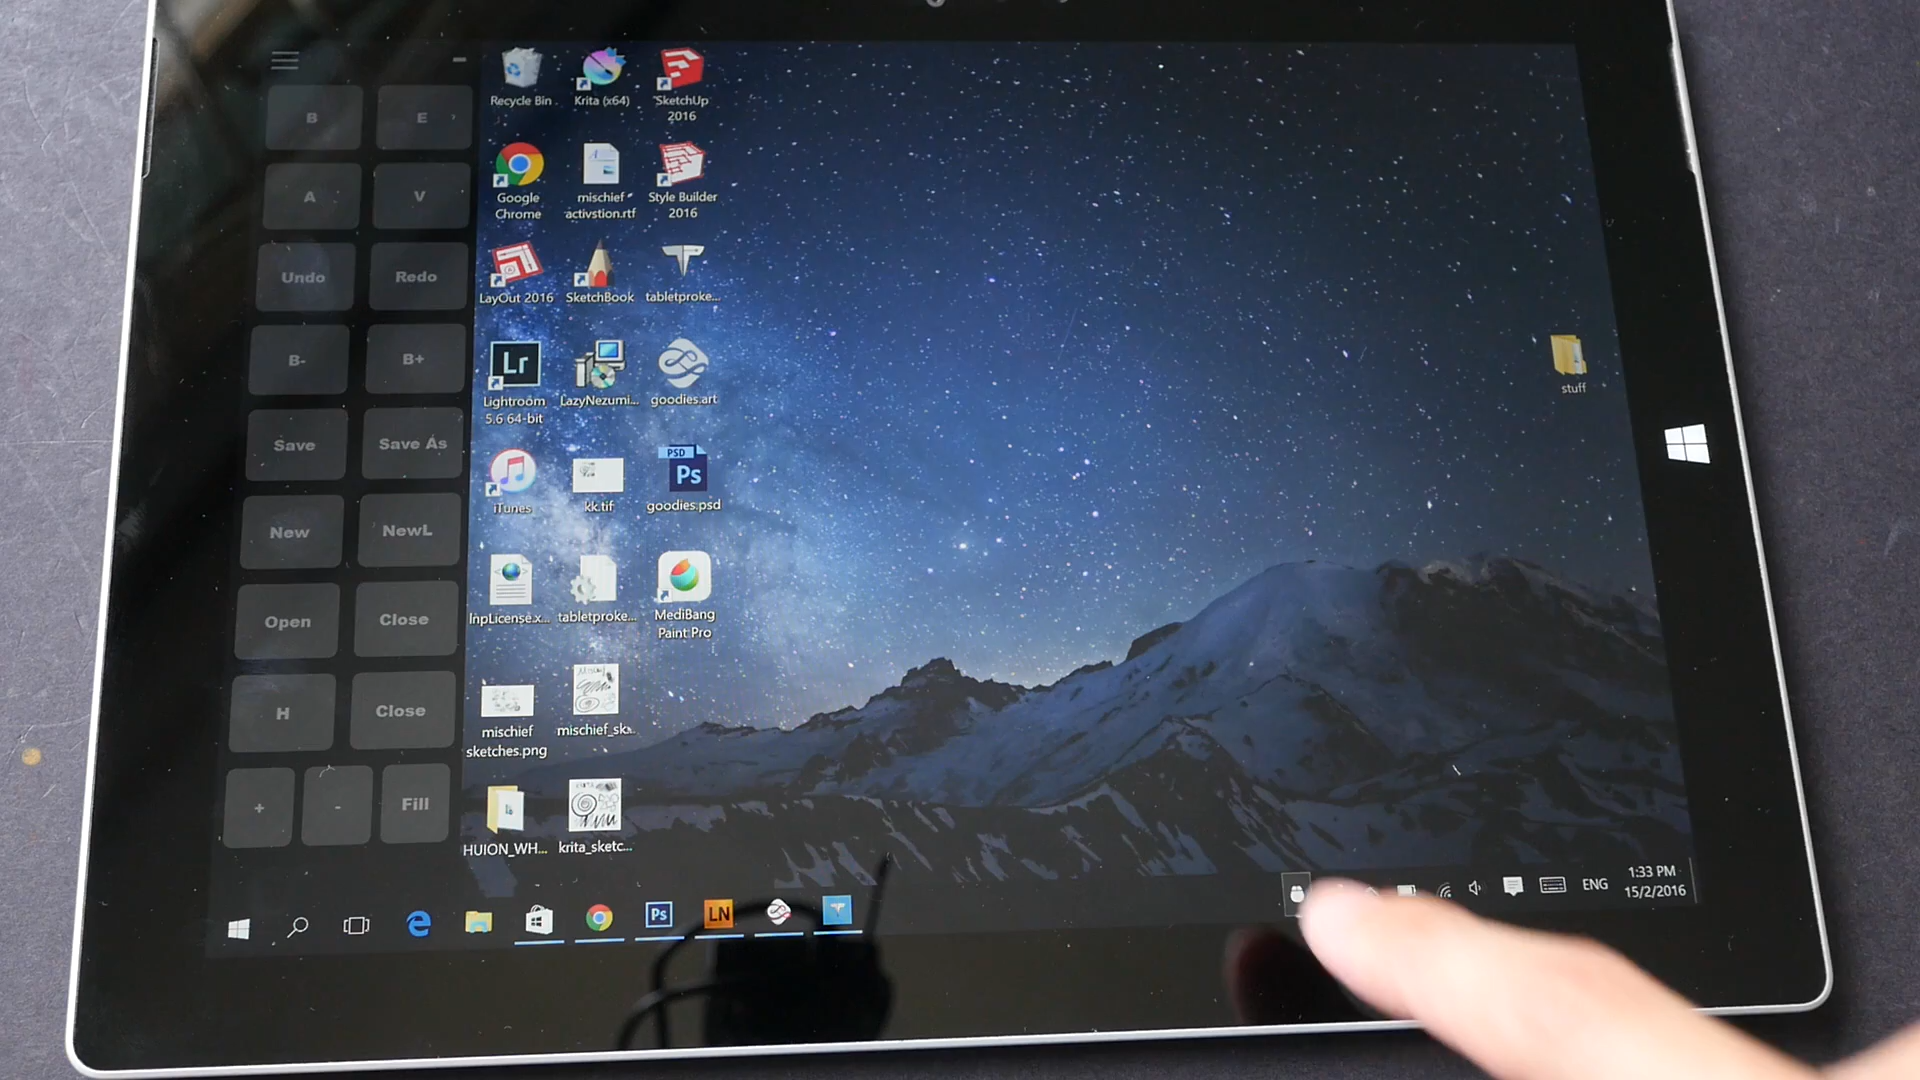 B
E
A
V
Undo
Redo
B-
B+
Save
Save As
New
NewL
Open
Close
H
Close
+
-
Fill
Recycle Bin
Krita (x64)
SketchUp
2016
Google
Chrome
mischief
activstion.rtf
Style Builder
2016
LayOut 2016
SketchBook
tabletproke...
Lr
Lightroom
5.6 64-bit
LazyNezumi...
goodies.art
iTunes
kk.tif
PSD
Ps
goodies.psd
lnpLicense.x...
tabletproke...
MediBang
Paint Pro
mischief
sketches.png
mischief_sk...
HUION_WH...
krita_sketc...
stuff
Ps
LN
ENG
1:33 PM
15/2/2016